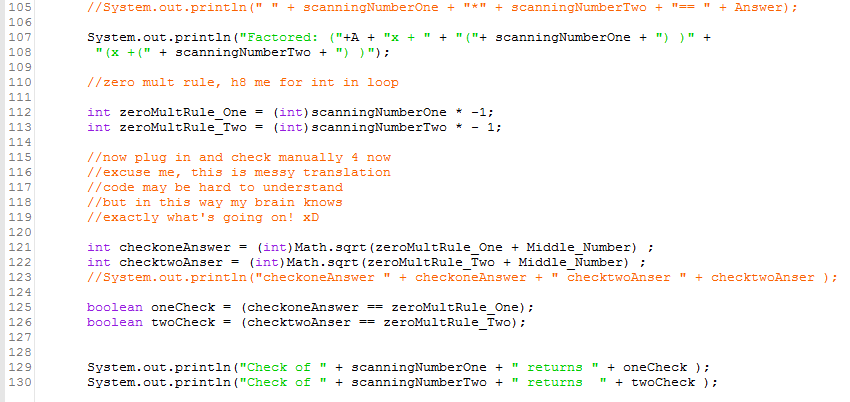 105 //System.out.println(" " + scanningNumberOne + "*" + scanningNumberTwo + "== " + Answer);
106
107 System.out.println("Factored: ("+A + "x + " + "("+ scanningNumberOne + ") )" +
108 "(x +(" + scanningNumberTwo + ") )");
109
110 //zero mult rule, h8 me for int in loop
111
112 int zeroMultRule_One = (int)scanningNumberOne * -1;
113 int zeroMultRule_Two = (int)scanningNumberTwo * - 1;
114
115 //now plug in and check manually 4 now
116 //excuse me, this is messy translation
117 //code may be hard to understand
118 //but in this way my brain knows
119 //exactly what's going on! xD
120
121 int checkoneAnswer = (int)Math.sqrt(zeroMultRule_One + Middle_Number) ;
122 int checktwoAnser = (int)Math.sqrt(zeroMultRule_Two + Middle_Number) ;
123 //System.out.println("checkoneAnswer " + checkoneAnswer + " checktwoAnser " + checktwoAnser );
124
125 boolean oneCheck = (checkoneAnswer == zeroMultRule_One);
126 boolean twoCheck = (checktwoAnser == zeroMultRule_Two);
127
128
129 System.out.println("Check of " + scanningNumberOne + " returns " + oneCheck );
130 System.out.println("Check of " + scanningNumberTwo + " returns  " + twoCheck );